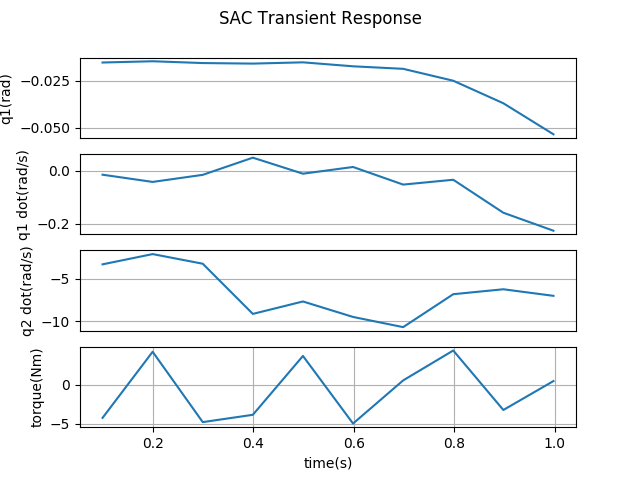 SAC Transient Response
q1(rad)
−0.025
−0.050
q1 dot(rad/s)
0.0
−0.2
q2 dot(rad/s)
−5
−10
torque(Nm)
0
−5
0.2 0.4 0.6 0.8 1.0
time(s)